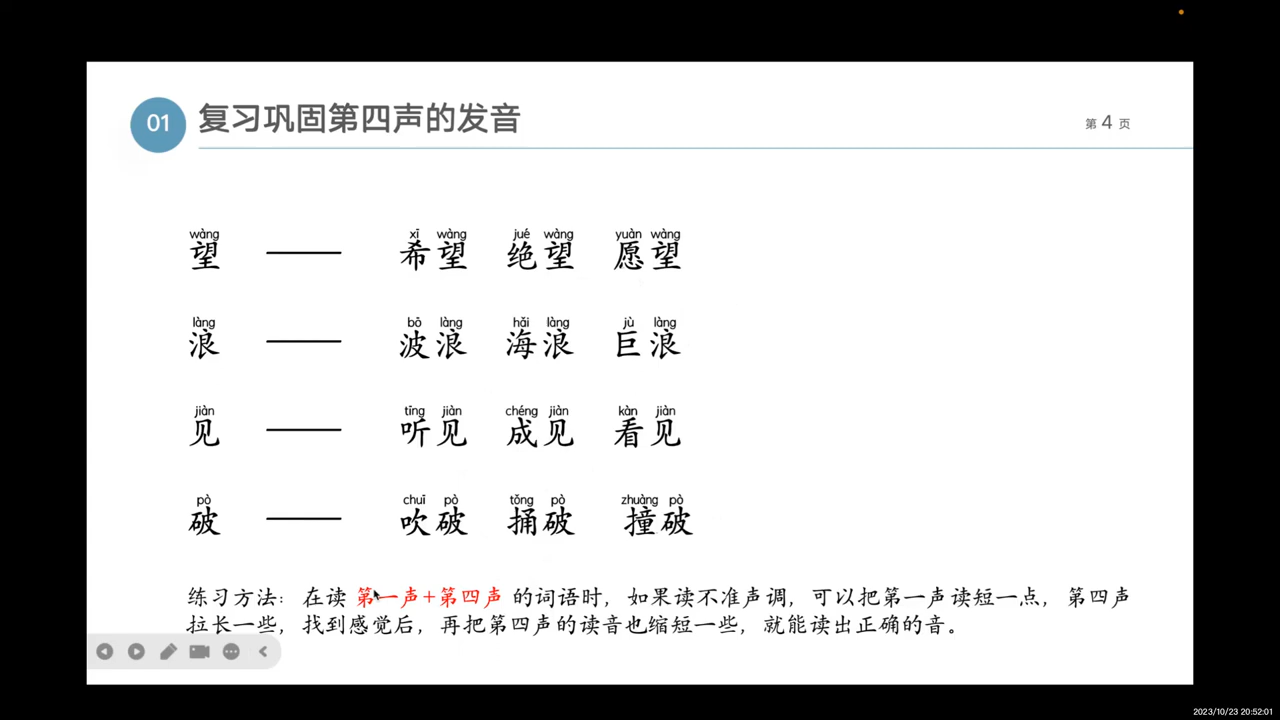 01 复习巩固第四声的发音
第 4 页
wàng xī wàng jué wàng yuàn wàng
望 —— 希望 绝望 愿望
làng bō làng hǎi làng jù làng
浪 —— 波浪 海浪 巨浪
jiàn tīng jiàn chéng jiàn kàn jiàn
见 —— 听见 成见 看见
pò chuī pò tǒng pò zhuàng pò
破 —— 吹破 捅破 撞破
练习方法：在读 第一声+第四声 的词语时，如果读不准声调，可以把第一声读短一点，第四声
拉长一些，找到感觉后，再把第四声的读音也缩短一些，就能读出正确的音。
2023/10/23 20:52:01